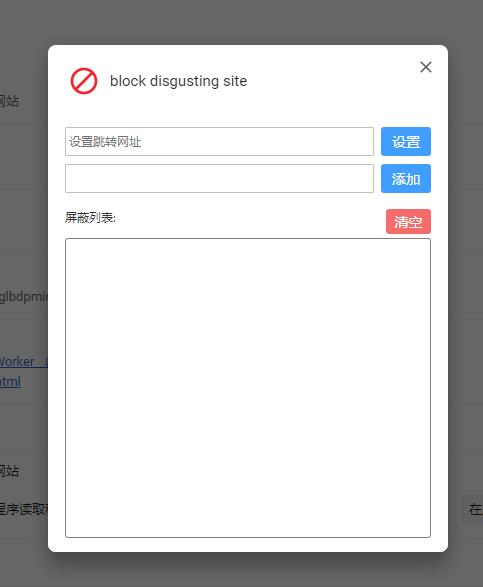 block disgusting site
设置跳转网址
设置
添加
屏蔽列表:
清空
网站
glbdpmic
Worker
html
网站
程序读取
在